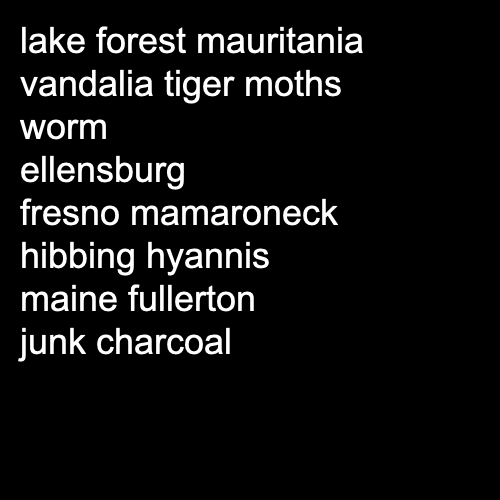 lake forest mauritania
vandalia tiger moths
worm
ellensburg
fresno mamaroneck
hibbing hyannis
maine fullerton
junk charcoal